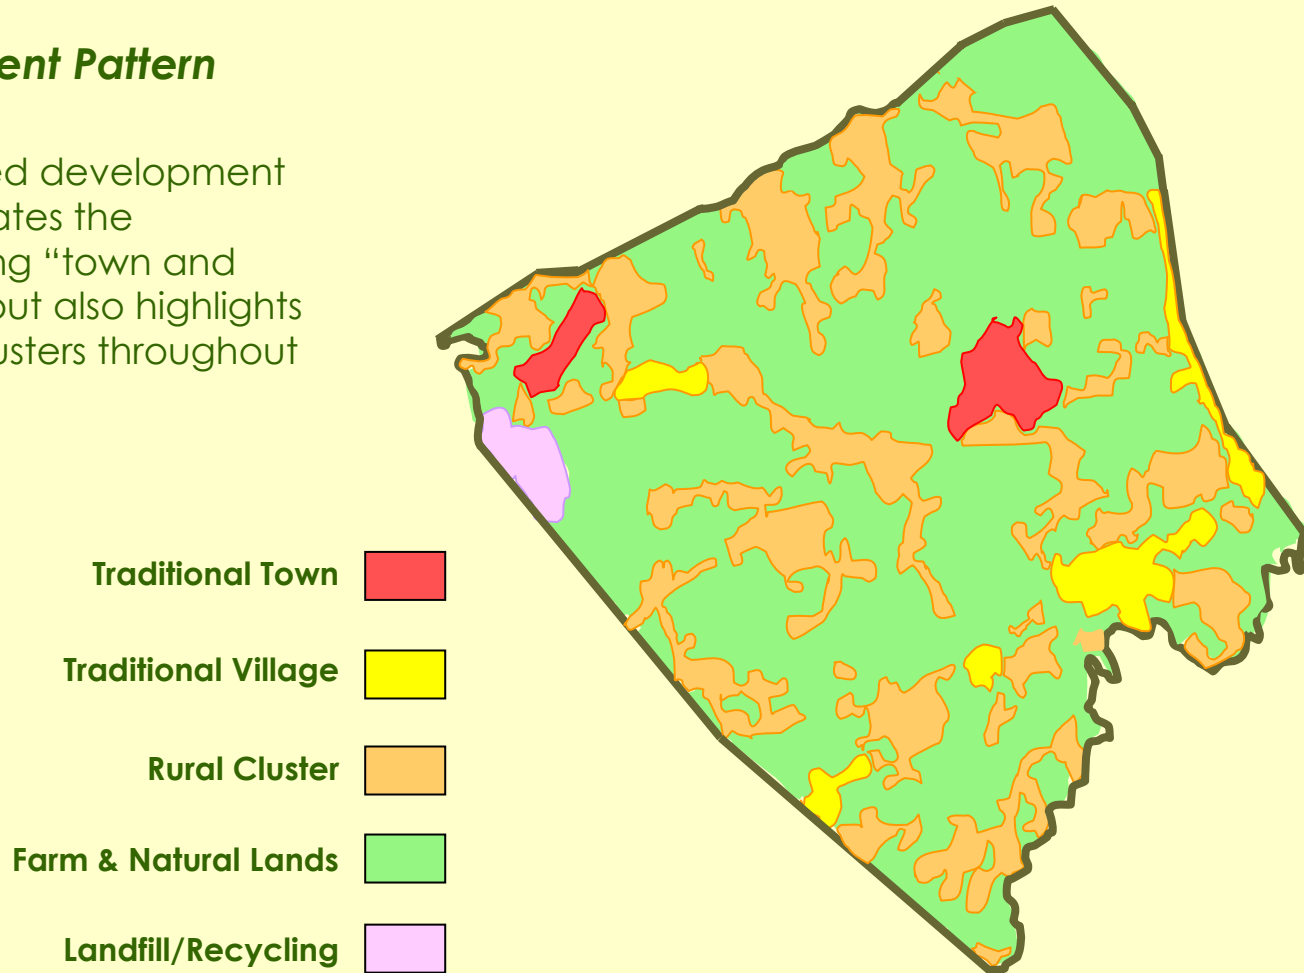 ent Pattern
ed development
ates the
ng “town and
out also highlights
usters throughout
Traditional Town
Traditional Village
Rural Cluster
Farm & Natural Lands
Landfill/Recycling